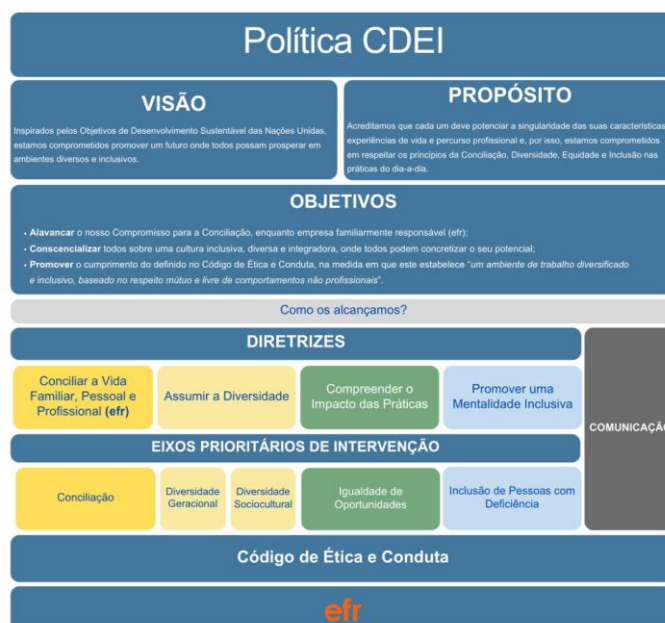 Política CDEI
VISÃO
Inspirados pelos Objetivos de Desenvolvimento Sustentável das Nações Unidas,
estamos comprometidos promover um futuro onde todos possam prosperar em
ambientes diversos e inclusivos.
PROPÓSITO
Acreditamos que cada um deve potenciar a singularidade das suas características,
experiências de vida e percurso profissional e, por isso, estamos comprometidos
em respeitar os princípios da Conciliação, Diversidade, Equidade e Inclusão nas
práticas do dia-a-dia.
OBJETIVOS
• Alavancar o nosso Compromisso para a Conciliação, enquanto empresa familiarmente responsável (efr);
• Conscencializar todos sobre uma cultura inclusiva, diversa e integradora, onde todos podem concretizar o seu potencial;
• Promover o cumprimento do definido no Código de Ética e Conduta, na medida em que este estabelece “um ambiente de trabalho diversificado
e inclusivo, baseado no respeito mútuo e livre de comportamentos não profissionais”.
Como os alcançamos?
DIRETRIZES
Conciliar a Vida
Familiar, Pessoal e
Profissional (efr)
Assumir a Diversidade
Compreender o
Impacto das Práticas
Promover uma
Mentalidade Inclusiva
COMUNICAÇÃO
EIXOS PRIORITÁRIOS DE INTERVENÇÃO
Conciliação
Diversidade
Geracional
Diversidade
Sociocultural
Igualdade de
Oportunidades
Inclusão de Pessoas com
Deficiência
Código de Ética e Conduta
efr